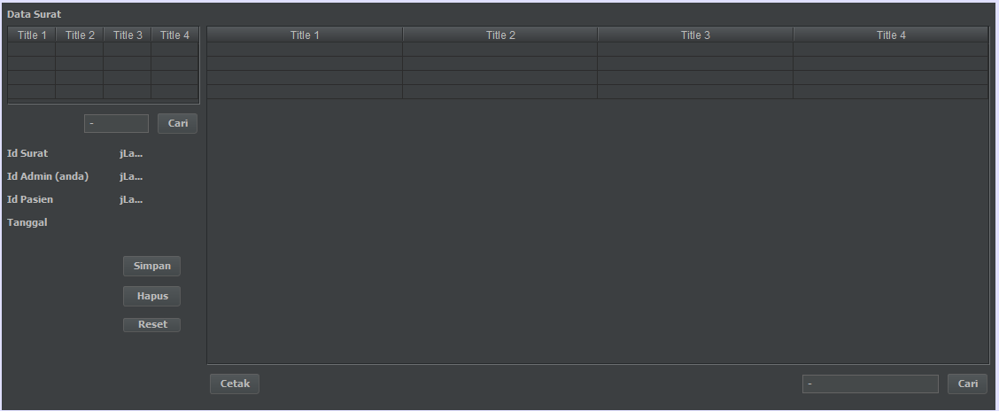 Data Surat
Title 1 Title 2 Title 3 Title 4
Title 1 Title 2 Title 3 Title 4
- Cari
Id Surat jLa...
Id Admin (anda) jLa...
Id Pasien jLa...
Tanggal
Simpan
Hapus
Reset
Cetak - Cari